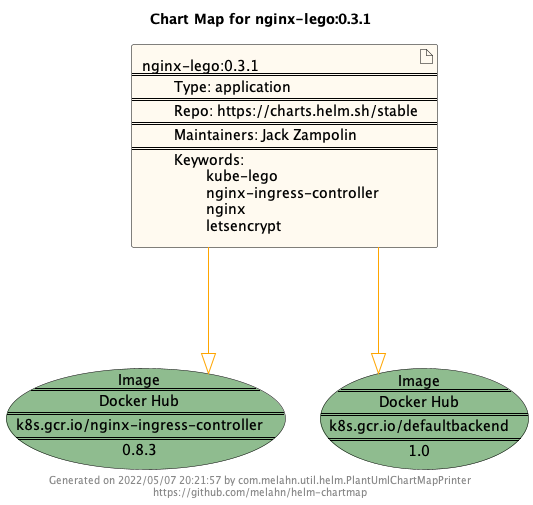 Chart Map for nginx-lego:0.3.1
nginx-lego:0.3.1
Type: application
Repo: https://charts.helm.sh/stable
Maintainers: Jack Zampolin
Keywords:
kube-lego
nginx-ingress-controller
nginx
letsencrypt
Image
Docker Hub
k8s.gcr.io/nginx-ingress-controller
0.8.3
Image
Docker Hub
k8s.gcr.io/defaultbackend
1.0
Generated on 2022/05/07 20:21:57 by com.melahn.util.helm.PlantUmlChartMapPrinter
https://github.com/melahn/helm-chartmap